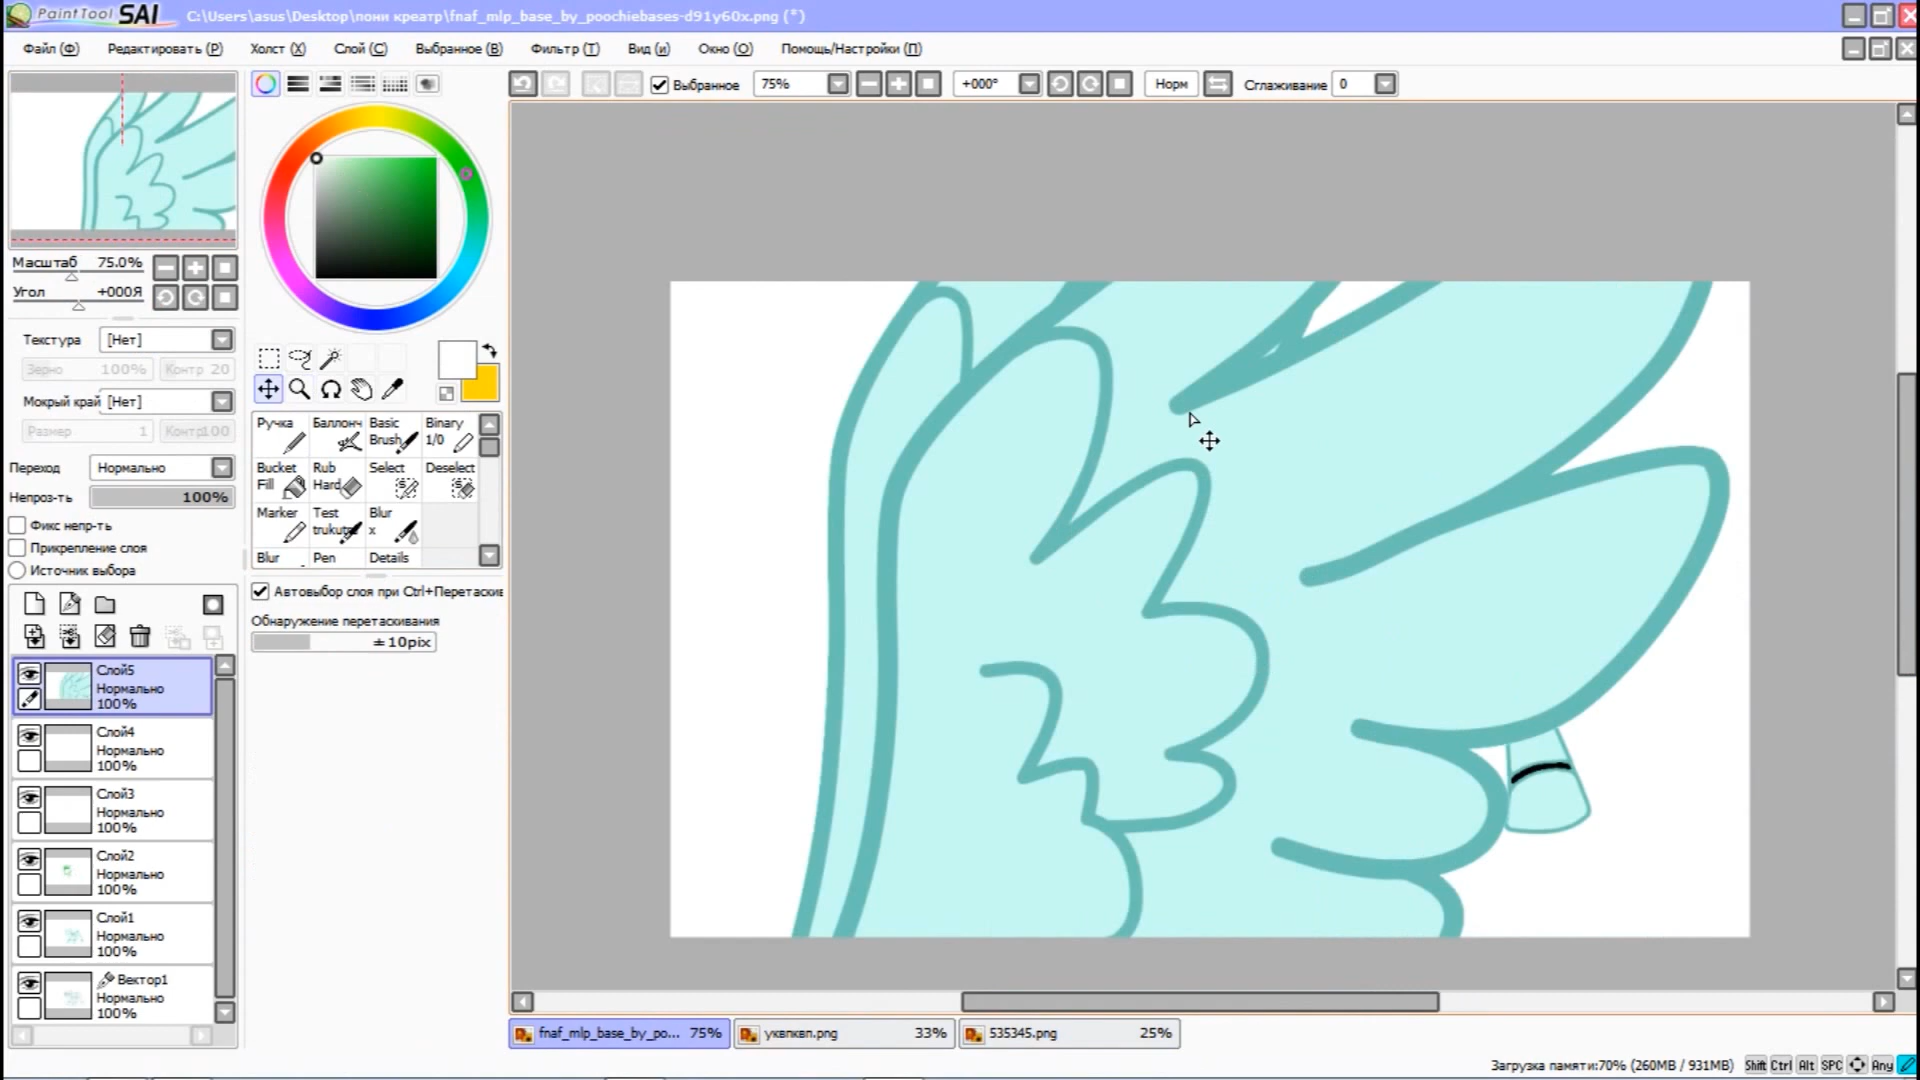 PaintTool SAI C:\Users\asus\Desktop\пони креатр\fnaf_mlp_base_by_poochiebases-d91y60x.png (*)
Файл (Ф) Редактировать (Р) Холст (X) Слой (С) Выбранное (В) Фильтр (Т) Вид (и) Окно (О) Помощь/Настройки (П)
Выбранное 75% +000° Норм Сглаживание 0
Масштаб 75.0%
Угол +000Я
Текстура [Нет]
Зерно 100% Контр 20
Мокрый край [Нет]
Размер 1 Контр100
Переход Нормально
Непроз-ть 100%
Фикс непр-ть
Прикрепление слоя
Источник выбора
Слой5
Нормально
100%
Слой4
Нормально
100%
Слой3
Нормально
100%
Слой2
Нормально
100%
Слой1
Нормально
100%
Вектор1
Нормально
100%
Ручка Баллонч Basic Brush Binary 1/0
Bucket Fill Rub Hard Select Deselect
Marker Test trukute Blur x
Blur Pen Details
Автовыбор слоя при Ctrl+Перетаскив
Обнаружение перетаскивания
±10pix
fnaf_mlp_base_by_po... 75% уквпквп.png 33% 535345.png 25%
Загрузка памяти:70% (260MB / 931MB) Shift Ctrl Alt SPC Any